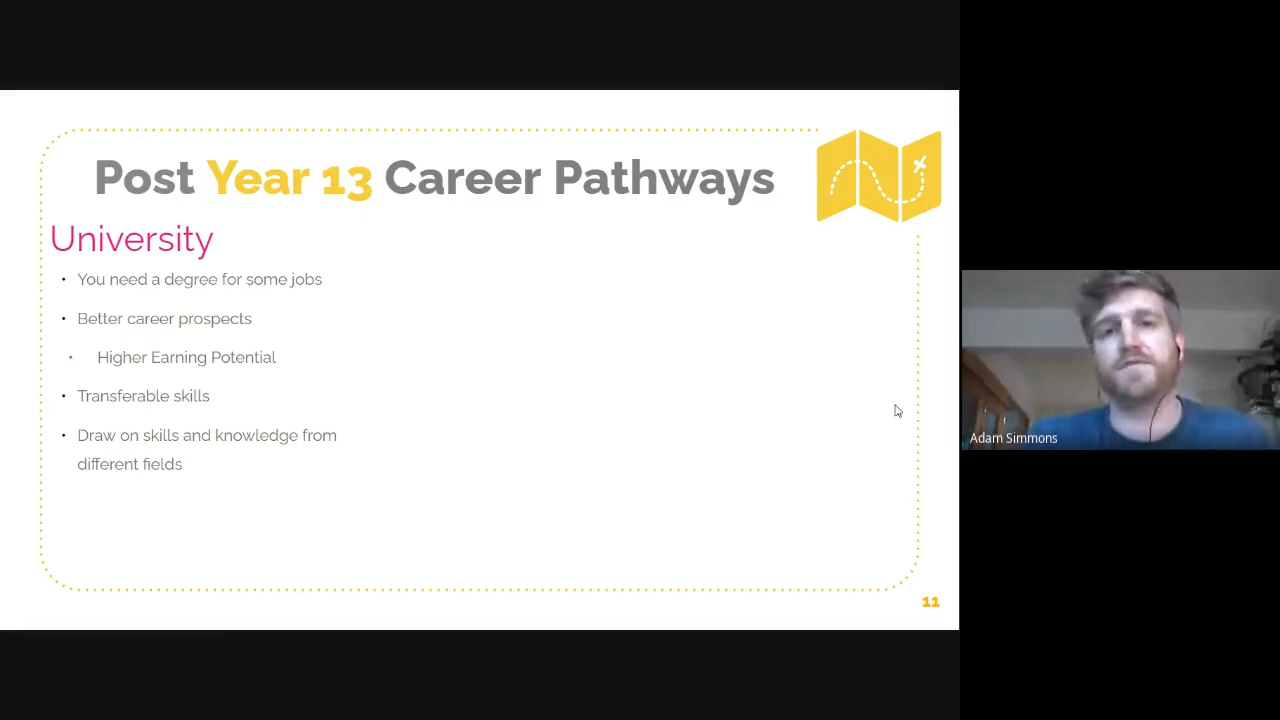 Post Year 13 Career Pathways
University
• You need a degree for some jobs
• Better career prospects
• Higher Earning Potential
• Transferable skills
• Draw on skills and knowledge from
different fields
11
Adam Simmons